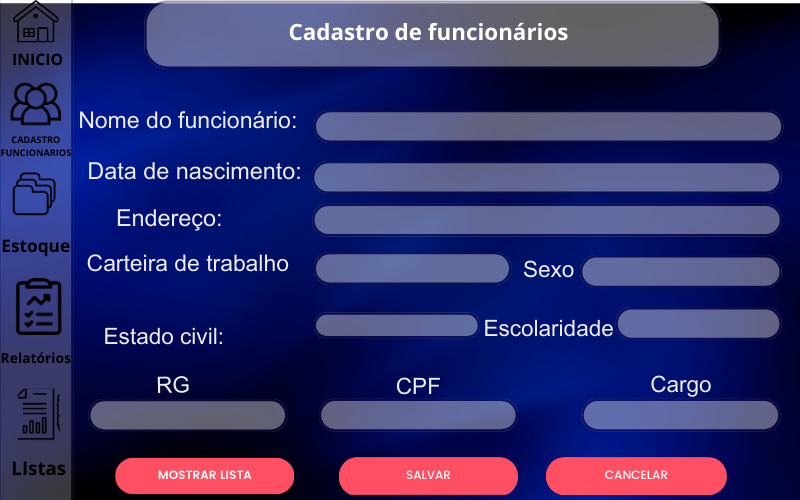 Cadastro de funcionários
INICIO
CADASTRO
FUNCIONARIOS
Estoque
Relatórios
LIstas
Nome do funcionário:
Data de nascimento:
Endereço:
Carteira de trabalho
Sexo
Estado civil:
Escolaridade
RG
CPF
Cargo
MOSTRAR LISTA
SALVAR
CANCELAR